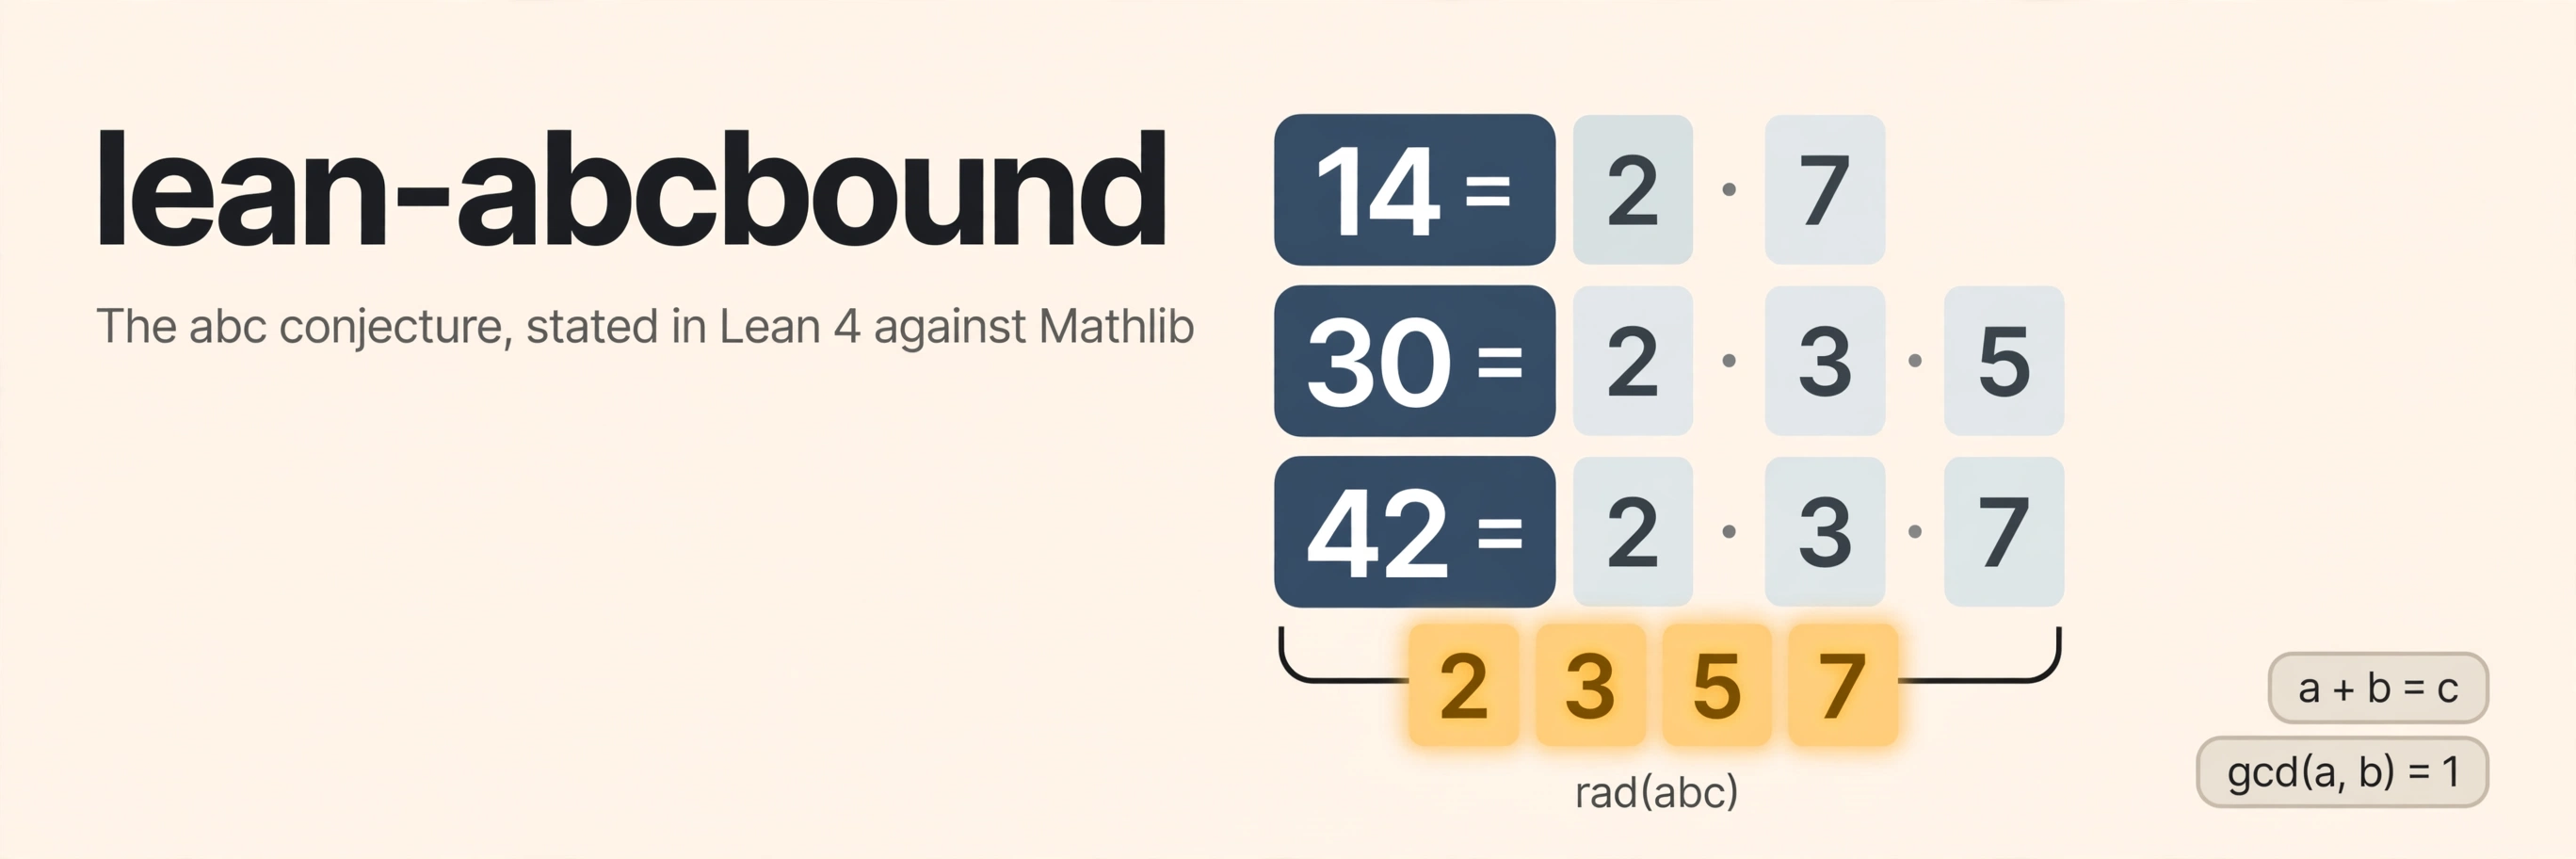 lean-abcbound
The abc conjecture, stated in Lean 4 against Mathlib
14 = 2 · 7
30 = 2 · 3 · 5
42 = 2 · 3 · 7
2 3 5 7
rad(abc)
a + b = c
gcd(a, b) = 1